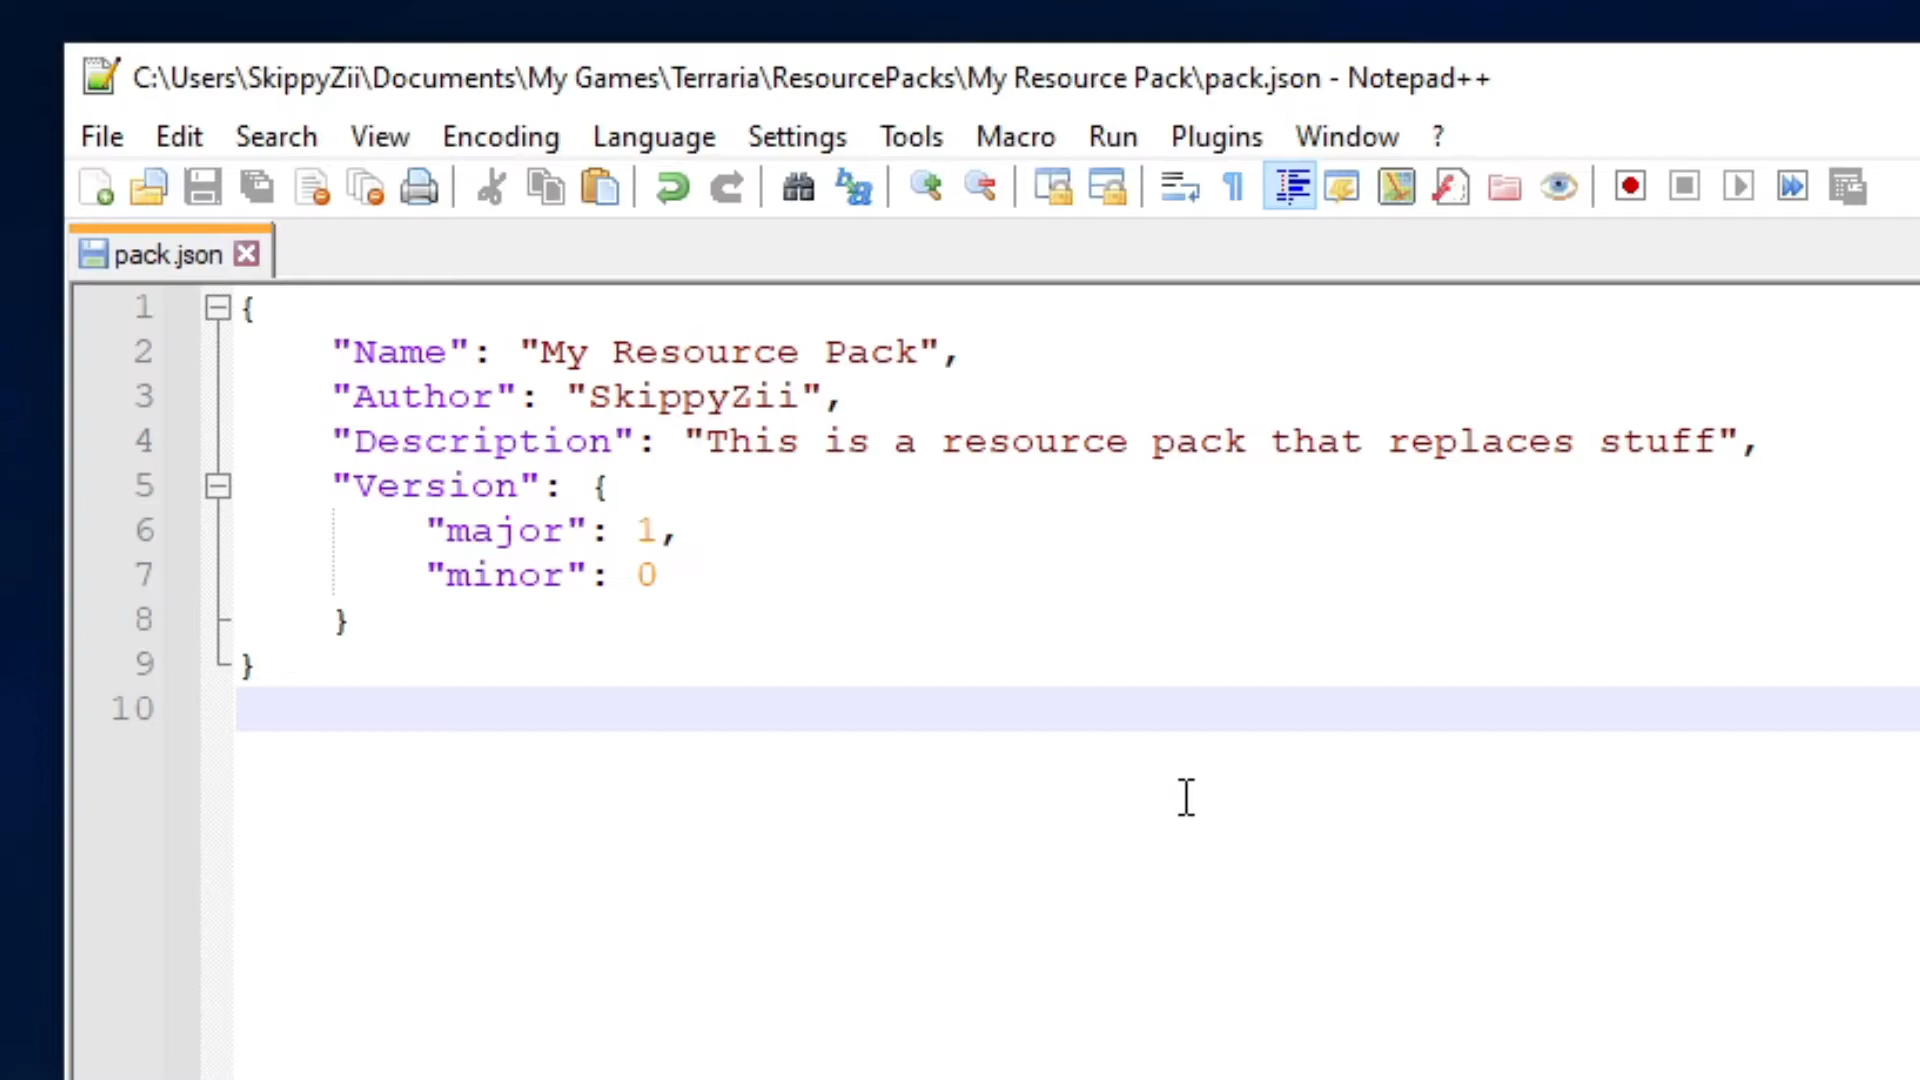 C:\Users\SkippyZii\Documents\My Games\Terraria\ResourcePacks\My Resource Pack\pack.json - Notepad++
File Edit Search View Encoding Language Settings Tools Macro Run Plugins Window ?
pack.json
1 {
2 "Name": "My Resource Pack",
3 "Author": "SkippyZii",
4 "Description": "This is a resource pack that replaces stuff",
5 "Version": {
6 "major": 1,
7 "minor": 0
8 }
9 }
10